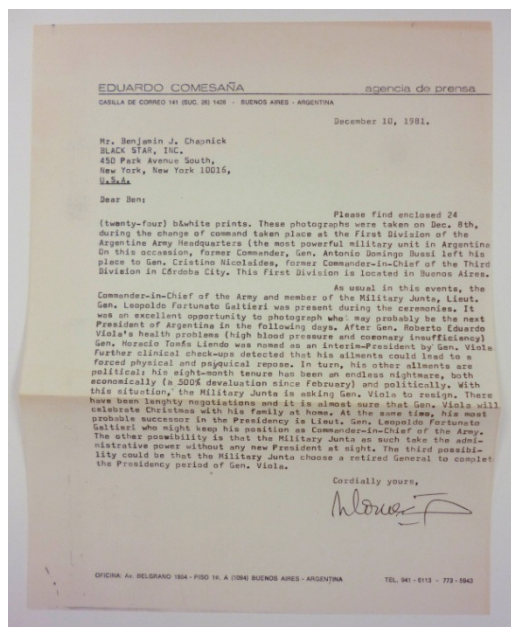 EDUARDO COMESAÑA agencia de prensa
CASILLA DE CORREO 141 (SUC. 26) 1426 - BUENOS AIRES - ARGENTINA
December 10, 1981.
Mr. Benjamin J. Chapnick
BLACK STAR, INC.
450 Park Avenue South,
New York, New York 10016,
U.S.A.
Dear Ben:
Please find enclosed 24
(twenty-four) b&white prints. These photographs were taken on Dec. 8th,
during the change of command taken place at the First Division of the
Argentine Army Headquarters (the most powerful military unit in Argentina
On this occassion, former Commander, Gen. Antonio Domingo Bussi left his
place to Gen. Cristino Nicolaides, former Commander-in-Chief of the Third
Division in Córdoba City. This First Division is located in Buenos Aires.
As usual in this events, the
Commander-in-Chief of the Army and member of the Military Junta, Lieut.
Gen. Leopoldo Fortunato Galtieri was present during the ceremonies. It
was an excellent opportunity to photograph who may probably be the next
President of Argentina in the following days. After Gen. Roberto Eduardo
Viola's health problems (high blood pressure and coronary insufficiency)
Gen. Horacio Tomás Liendo was named as an interim-President by Gen. Viola
further clinical check-ups detected that his ailments could lead to a
forced physical and psyquical repose. In turn, his other ailments are
political: his eight-month tenure has been an endless nightmare, both
economically (a 500% devaluation since February) and politically. With
this situation, the Military Junta is asking Gen. Viola to resign. There
have been lenghty negotiations and it is almost sure that Gen. Viola will
celebrate Christmas with his family at home. At the same time, his most
probable successor in the Presidency is Lieut. Gen. Leopoldo Fortunato
Galtieri who might keep his position as Commander-in-Chief of the Army.
The other possibility is that the Military Junta as such take the admi-
nistrative power without any new President at eight. The third possibi-
lity could be that the Military Junta choose a retired General to complet
the Presidency period of Gen. Viola.
Cordially yours,
OFICINA: Av. BELGRANO 1934 - PISO 14, A (1094) BUENOS AIRES - ARGENTINA TEL. 941 - 6113 - 773 - 5943